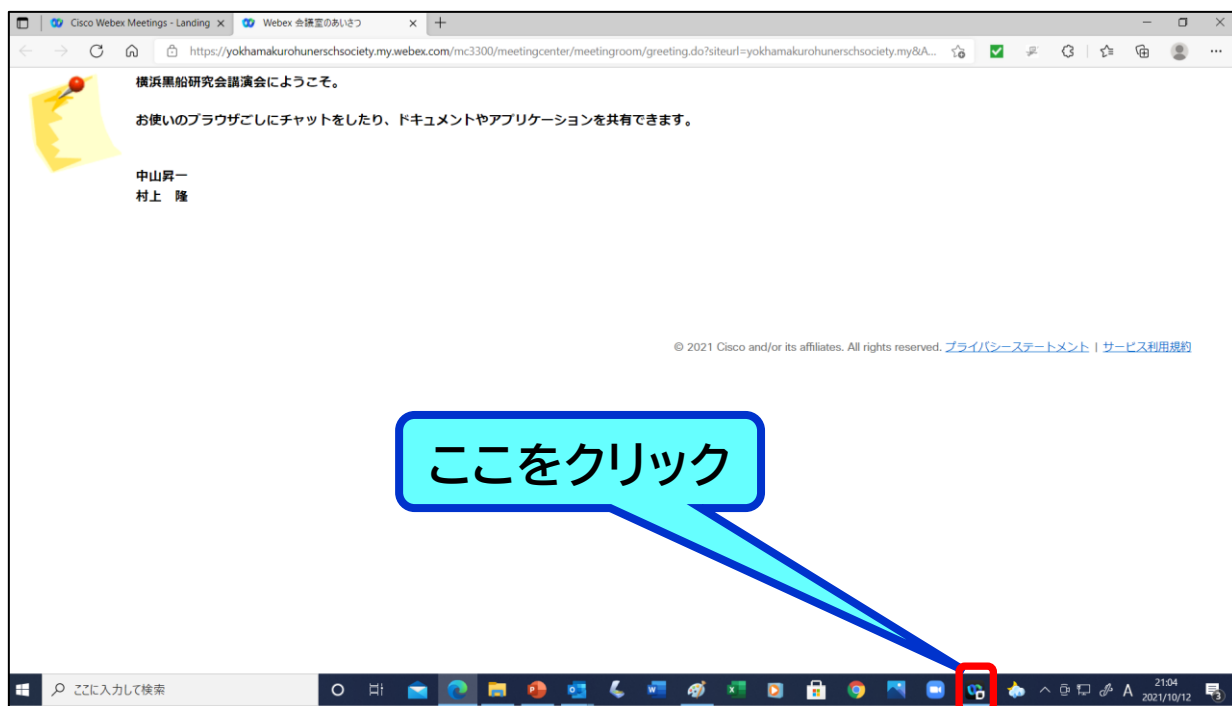 Cisco Webex Meetings - Landing
Webex 会議室のあいさつ
https://yokhamakurohunerschsociety.my.webex.com/mc3300/meetingcenter/meetingroom/greeting.do?siteurl=yokhamakurohunerschsociety.my&A...
横浜黒船研究会講演会にようこそ。
お使いのブラウザごしにチャットをしたり、ドキュメントやアプリケーションを共有できます。
中山昇一
村上 隆
© 2021 Cisco and/or its affiliates. All rights reserved. プライバシーステートメント | サービス利用規約
ここをクリック
ここに入力して検索
A
21:04
2021/10/12
3